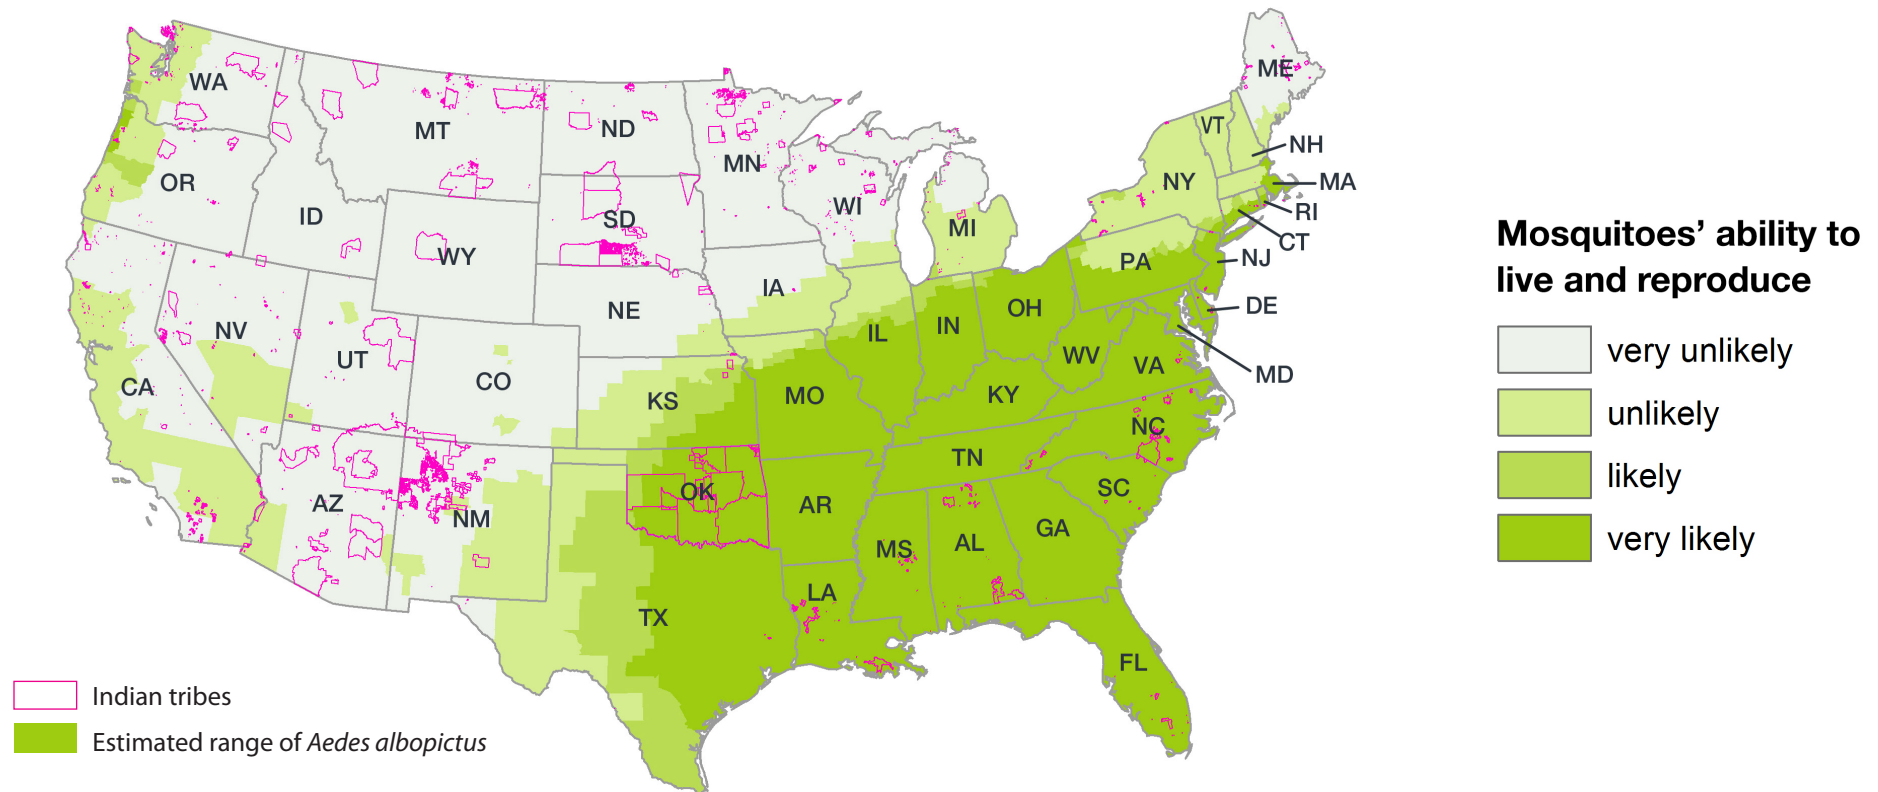 ME
WA
VT
MT
ND
NH
MN
OR
NY
MA
WI
ID
RI
SD
MI
Mosquitoes' ability to
CT
WY
PA
NJ
live and reproduce
IA
NE
OH
DE
NV
IL
IN
UT
WV
very unlikely
CO
VA
MD
CA
KY
MO
KS
unlikely
NC
TN
likely
OK
SC
AZ
AR
NM
GA
very likely
MS
AL
LA
TX
FL
Indian tribes
Estimated range of Aedes albopictus